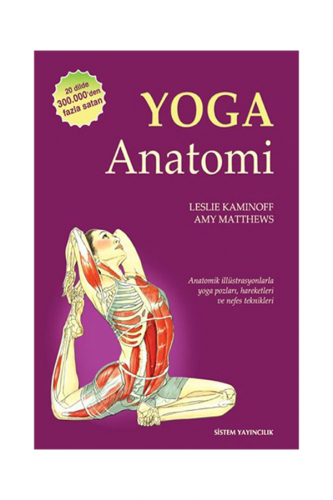 20 dilde
300.000'den
fazla satan
YOGA
Anatomi
LESLIE KAMINOFF
AMY MATTHEWS
Anatomik illüstrasyonlarla
yoga pozları, hareketleri
ve nefes teknikleri
SİSTEM YAYINCILIK